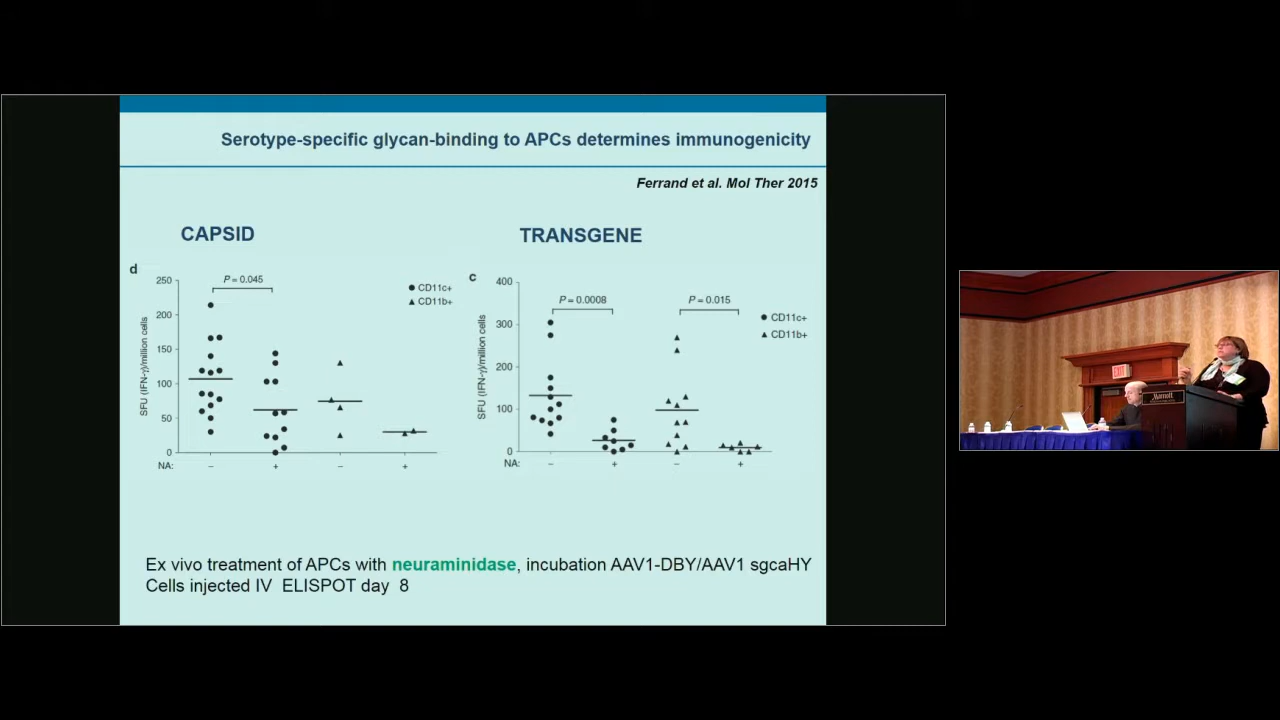 Serotype-specific glycan-binding to APCs determines immunogenicity
Ferrand et al. Mol Ther 2015
CAPSID
TRANSGENE
d
250
200
150
100
50
0
SFU (IFN-γ)/million cells
P = 0.045
CD11c+
CD11b+
NA:
–
+
–
+
c
400
300
200
100
0
SFU (IFN-γ)/million cells
P = 0.0008
P = 0.015
CD11c+
CD11b+
NA:
–
+
–
+
Ex vivo treatment of APCs with neuraminidase, incubation AAV1-DBY/AAV1 sgcaHY
Cells injected IV ELISPOT day 8
EXIT
Marriott